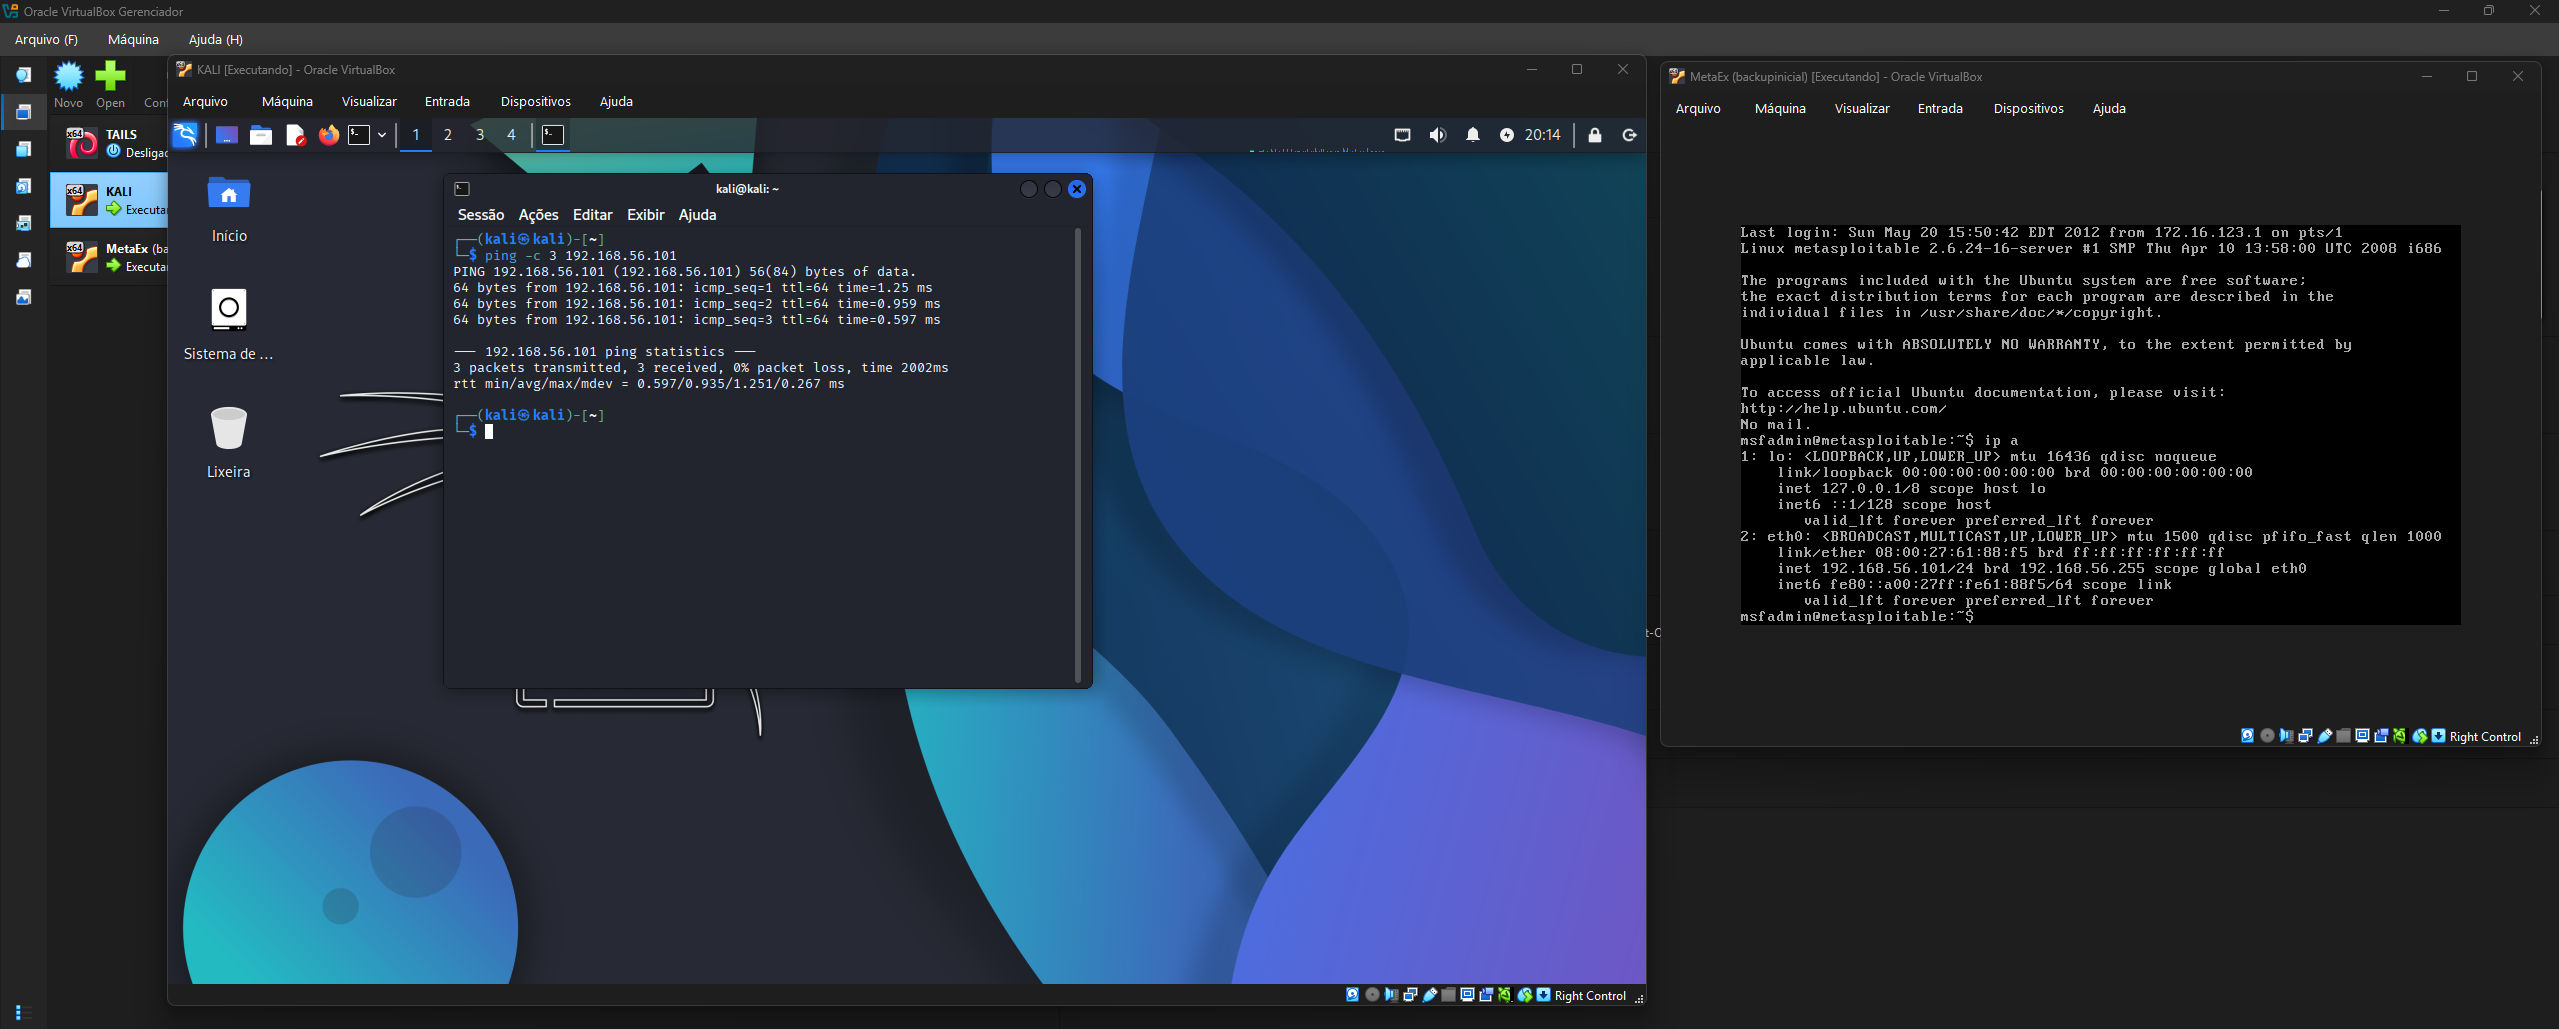 Oracle VirtualBox Gerenciador
Arquivo (F) Máquina Ajuda (H)
Novo Open Conf
TAILS
Desligac
KALI
Executa
MetaEx (ba
Executa
KALI [Executando] - Oracle VirtualBox
Arquivo Máquina Visualizar Entrada Dispositivos Ajuda
1 2 3 4 20:14
Início
Sistema de ...
Lixeira
kali@kali: ~
Sessão Ações Editar Exibir Ajuda
┌──(kali㉿kali)-[~]
└─$ ping -c 3 192.168.56.101
PING 192.168.56.101 (192.168.56.101) 56(84) bytes of data.
64 bytes from 192.168.56.101: icmp_seq=1 ttl=64 time=1.25 ms
64 bytes from 192.168.56.101: icmp_seq=2 ttl=64 time=0.959 ms
64 bytes from 192.168.56.101: icmp_seq=3 ttl=64 time=0.597 ms
--- 192.168.56.101 ping statistics ---
3 packets transmitted, 3 received, 0% packet loss, time 2002ms
rtt min/avg/max/mdev = 0.597/0.935/1.251/0.267 ms
┌──(kali㉿kali)-[~]
└─$
Right Control
t-C
MetaEx (backupinicial) [Executando] - Oracle VirtualBox
Arquivo Máquina Visualizar Entrada Dispositivos Ajuda
Last login: Sun May 20 15:50:42 EDT 2012 from 172.16.123.1 on pts/1
Linux metasploitable 2.6.24-16-server #1 SMP Thu Apr 10 13:58:00 UTC 2008 i686
The programs included with the Ubuntu system are free software;
the exact distribution terms for each program are described in the
individual files in /usr/share/doc/*/copyright.
Ubuntu comes with ABSOLUTELY NO WARRANTY, to the extent permitted by
applicable law.
To access official Ubuntu documentation, please visit:
http://help.ubuntu.com/
No mail.
msfadmin@metasploitable:~$ ip a
1: lo: <LOOPBACK,UP,LOWER_UP> mtu 16436 qdisc noqueue
link/loopback 00:00:00:00:00:00 brd 00:00:00:00:00:00
inet 127.0.0.1/8 scope host lo
inet6 ::1/128 scope host
valid_lft forever preferred_lft forever
2: eth0: <BROADCAST,MULTICAST,UP,LOWER_UP> mtu 1500 qdisc pfifo_fast qlen 1000
link/ether 08:00:27:61:88:f5 brd ff:ff:ff:ff:ff:ff
inet 192.168.56.101/24 brd 192.168.56.255 scope global eth0
inet6 fe80::a00:27ff:fe61:88f5/64 scope link
valid_lft forever preferred_lft forever
msfadmin@metasploitable:~$
Right Control